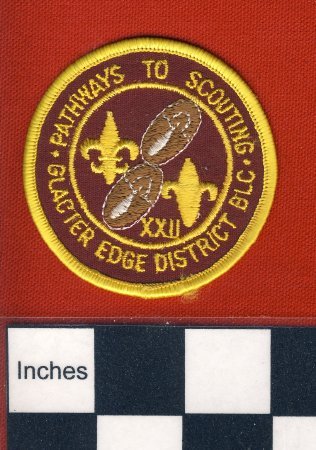 • PATHWAYS TO SCOUTING •
GLACIER EDGE DISTRICT BLC
XXII
Inches